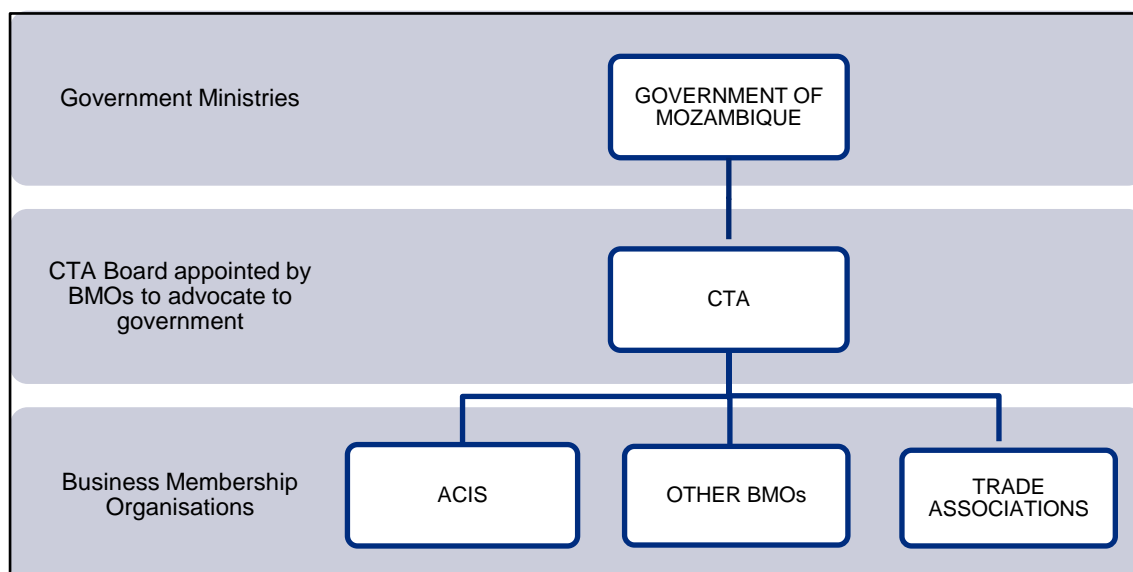 Government Ministries
GOVERNMENT OF
MOZAMBIQUE
CTA Board appointed by
BMOs to advocate to
government
CTA
Business Membership
Organisations
ACIS
OTHER BMOs
TRADE
ASSOCIATIONS